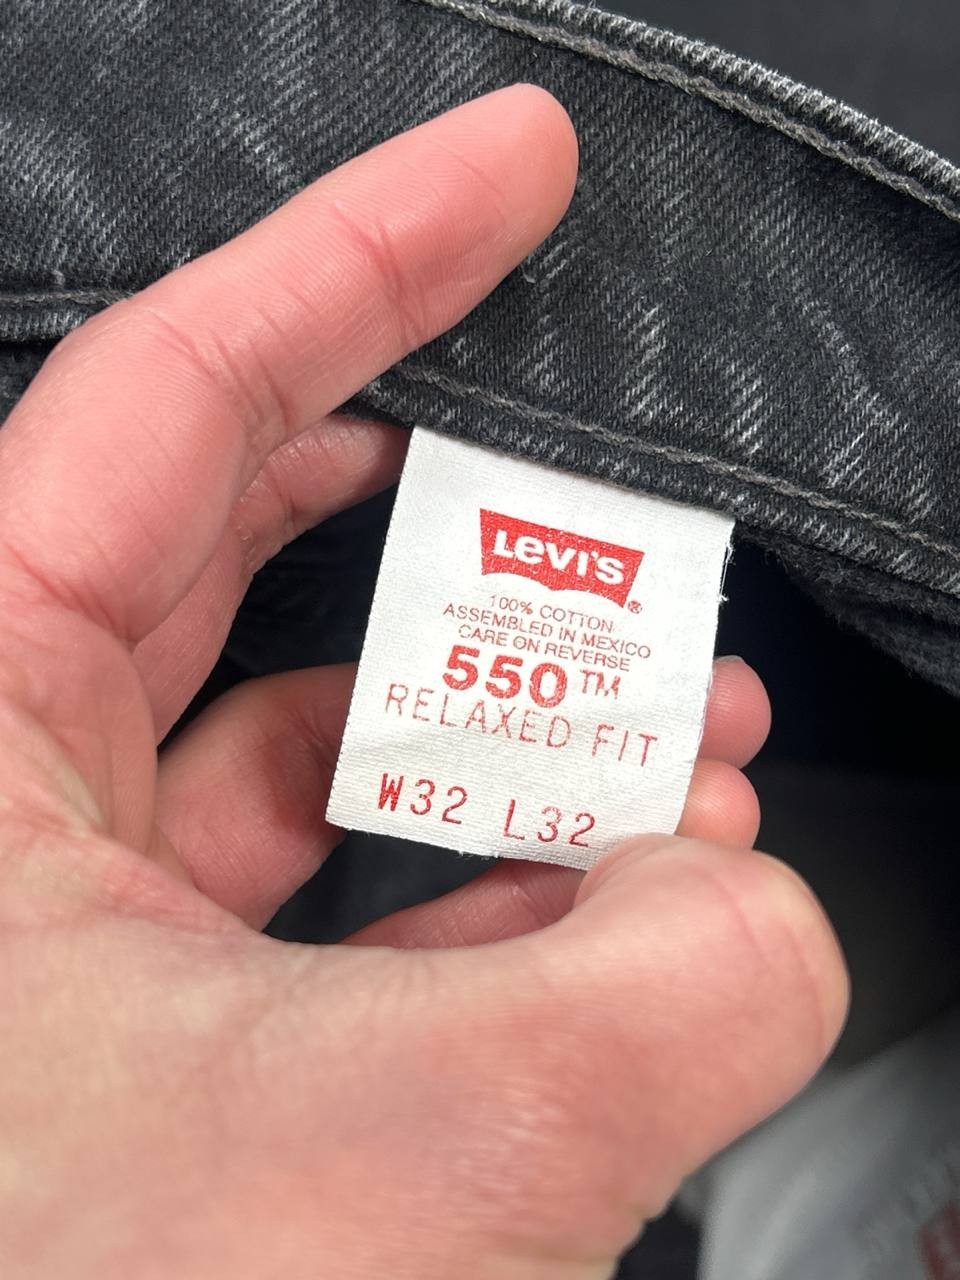 Levi's ®
100% COTTON
ASSEMBLED IN MEXICO
CARE ON REVERSE
550 TM
RELAXED FIT
W32 L32